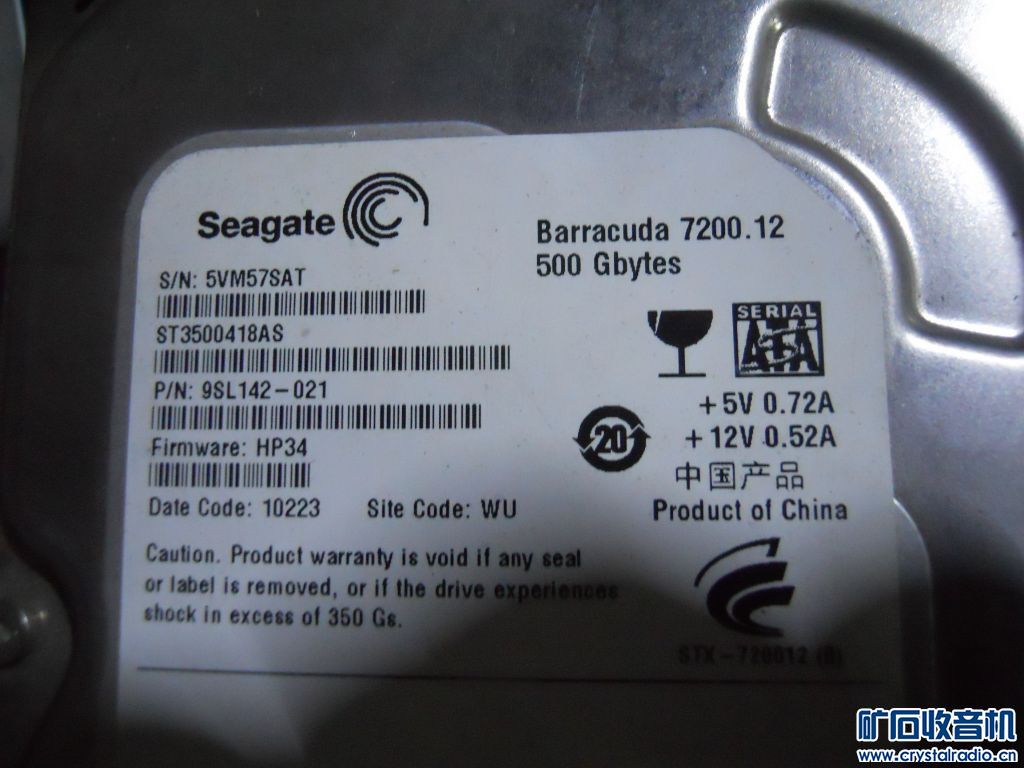 Seagate
Barracuda 7200.12
500 Gbytes
S/N: 5VM57SAT
ST3500418AS
P/N: 9SL142-021
Firmware: HP34
Date Code: 10223 Site Code: WU
SERIAL
ATA
+5V 0.72A
+12V 0.52A
20
中国产品
Product of China
Caution. Product warranty is void if any seal
or label is removed, or if the drive experiences
shock in excess of 350 Gs.
STX-720012 (B)
矿石收音机
www.crystalradio.cn